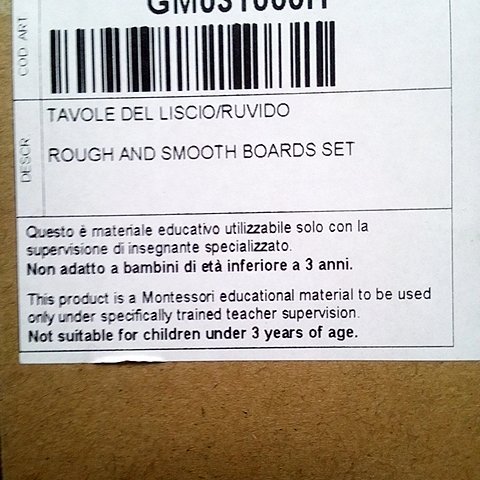 COD. ART
TAVOLE DEL LISCIO/RUVIDO
DESCR
ROUGH AND SMOOTH BOARDS SET
Questo è materiale educativo utilizzabile solo con la
supervisione di insegnante specializzato.
Non adatto a bambini di età inferiore a 3 anni.
This product is a Montessori educational material to be used
only under specifically trained teacher supervision.
Not suitable for children under 3 years of age.